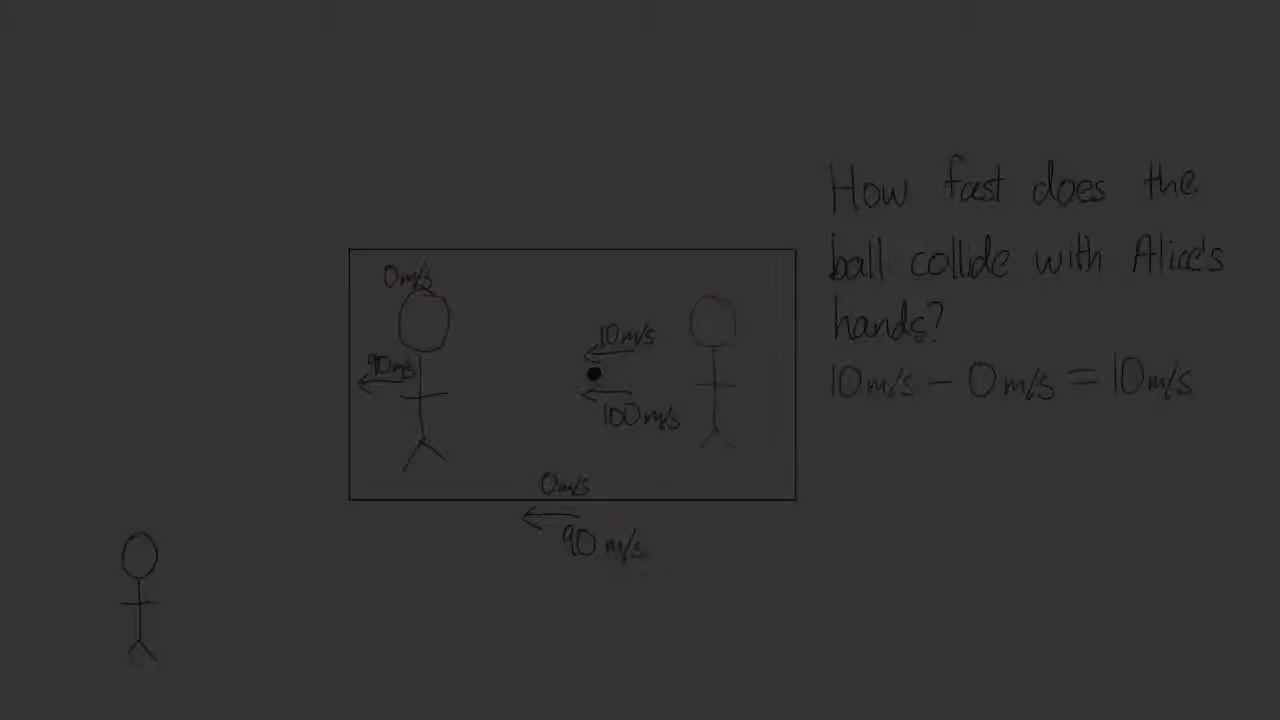 How fast does the
ball collide with Alice's
hands?
10m/s - 0m/s = 10m/s
0m/s
90m/s
10m/s
100m/s
0m/s
90 m/s